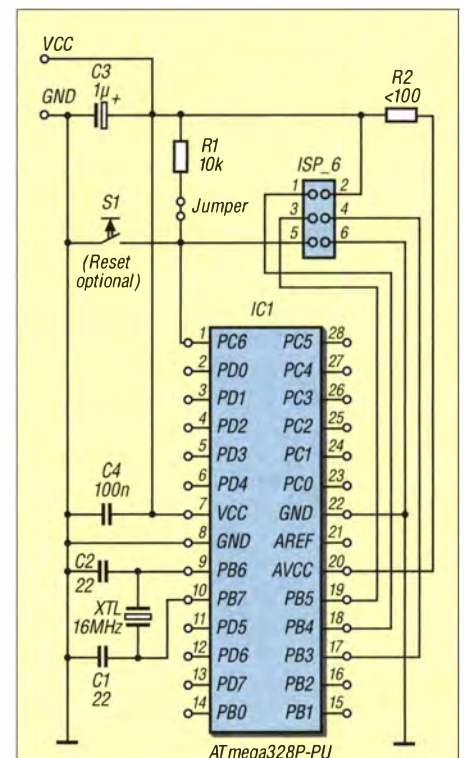 VCC
C3
1µ
+
GND
R2
<100
R1
10k
ISP_6
1 2
3 4
5 6
Jumper
S1
(Reset
optional)
IC1
1 PC6 PC5 28
2 PD0 PC4 27
3 PD1 PC3 26
4 PD2 PC2 25
5 PD3 PC1 24
6 PD4 PC0 23
C4
100n
7 VCC GND 22
8 GND AREF 21
C2
22
9 PB6 AVCC 20
10 PB7 PB5 19
XTL
16MHz
11 PD5 PB4 18
12 PD6 PB3 17
C1
22
13 PD7 PB2 16
14 PB0 PB1 15
ATmega328P-PU